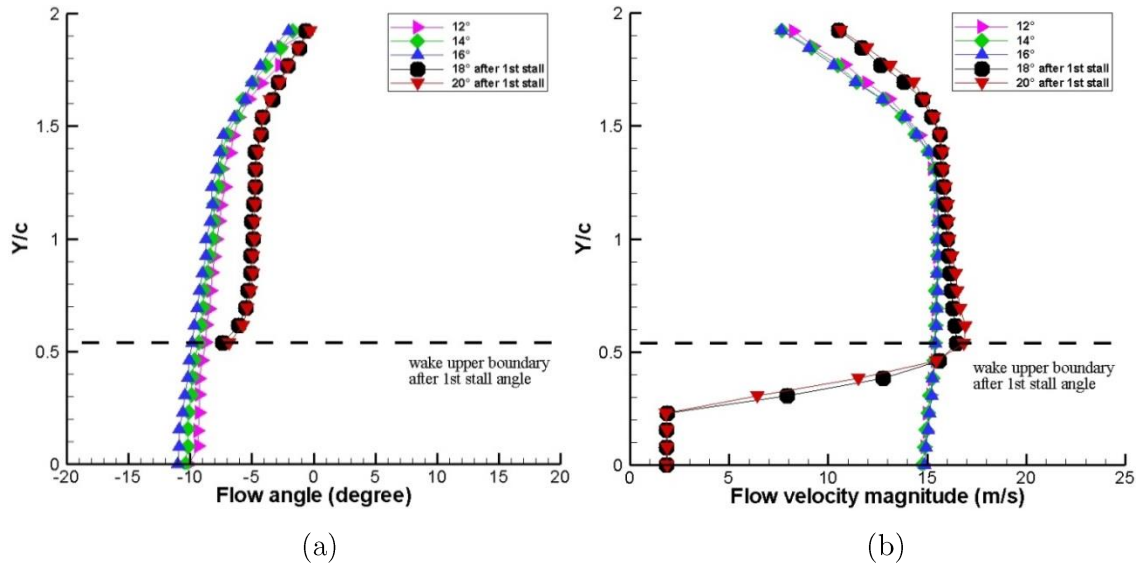 12°
14°
16°
18° after 1st stall
20° after 1st stall
2
1.5
1
0.5
0
Y/c
wake upper boundary
after 1st stall angle
-20 -15 -10 -5 0 5 10 15 20
Flow angle (degree)
(a)
12°
14°
16°
18° after 1st stall
20° after 1st stall
2
1.5
1
0.5
0
Y/c
wake upper boundary
after 1st stall angle
0 5 10 15 20 25
Flow velocity magnitude (m/s)
(b)